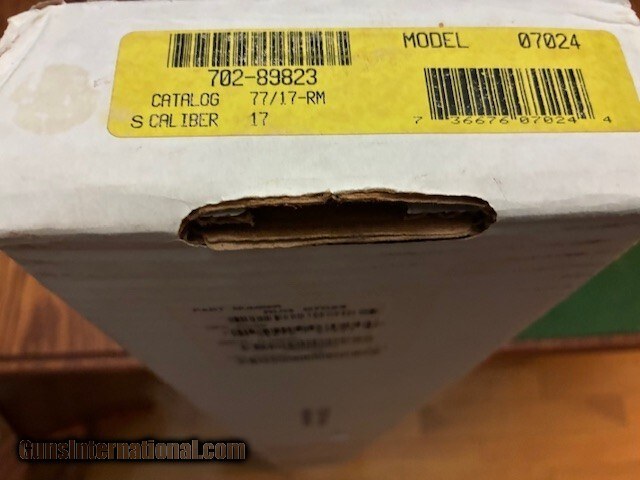 MODEL 07024
702-89823
CATALOG 77/17-RM
S CALIBER 17
7 36676 07024 4
17
GunsInternational.com